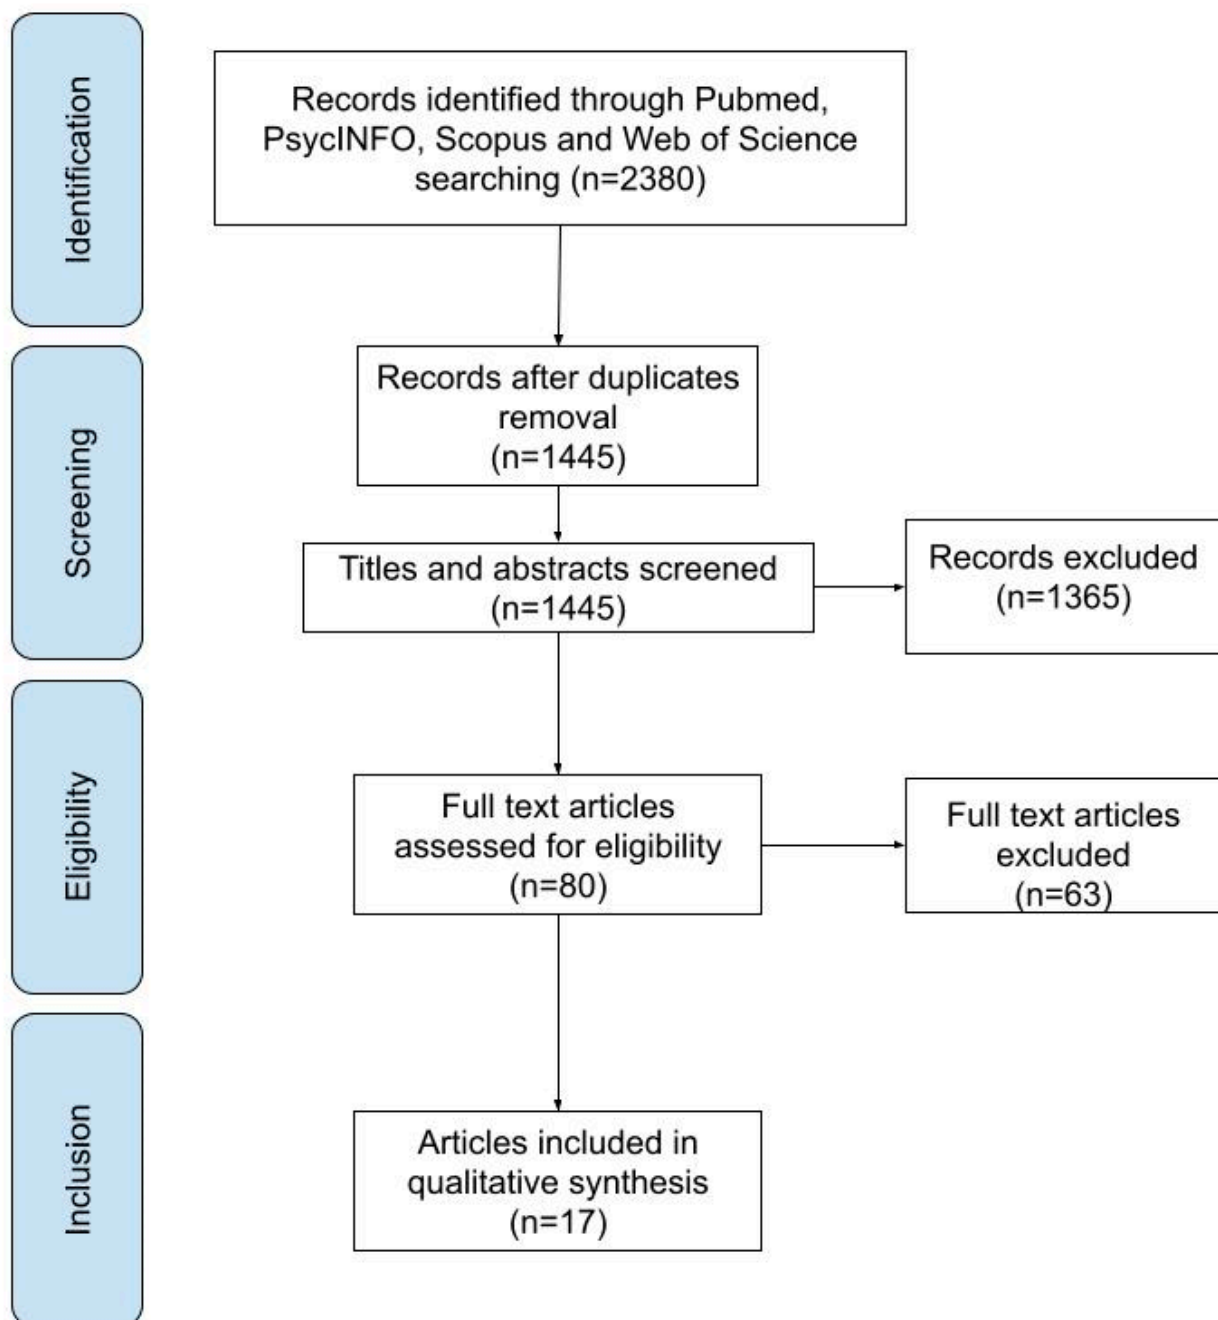 Identification
Records identified through Pubmed,
PsycINFO, Scopus and Web of Science
searching (n=2380)
Screening
Records after duplicates
removal
(n=1445)
Titles and abstracts screened
(n=1445)
Records excluded
(n=1365)
Eligibility
Full text articles
assessed for eligibility
(n=80)
Full text articles
excluded
(n=63)
Inclusion
Articles included in
qualitative synthesis
(n=17)